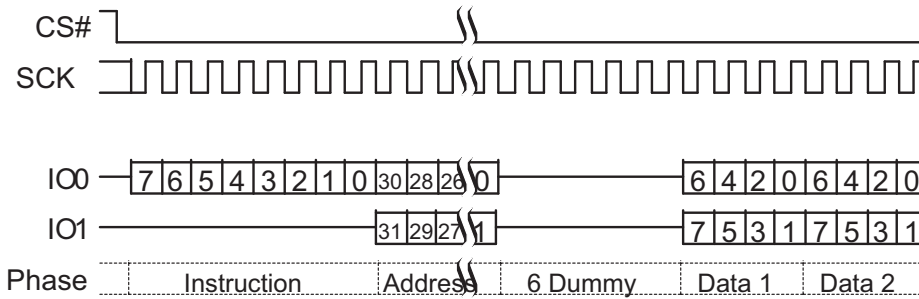 CS#
SCK
IO0 7 6 5 4 3 2 1 0 30 28 26 0 6 4 2 0 6 4 2 0
IO1 31 29 27 1 7 5 3 1 7 5 3 1
Phase Instruction Address 6 Dummy Data 1 Data 2